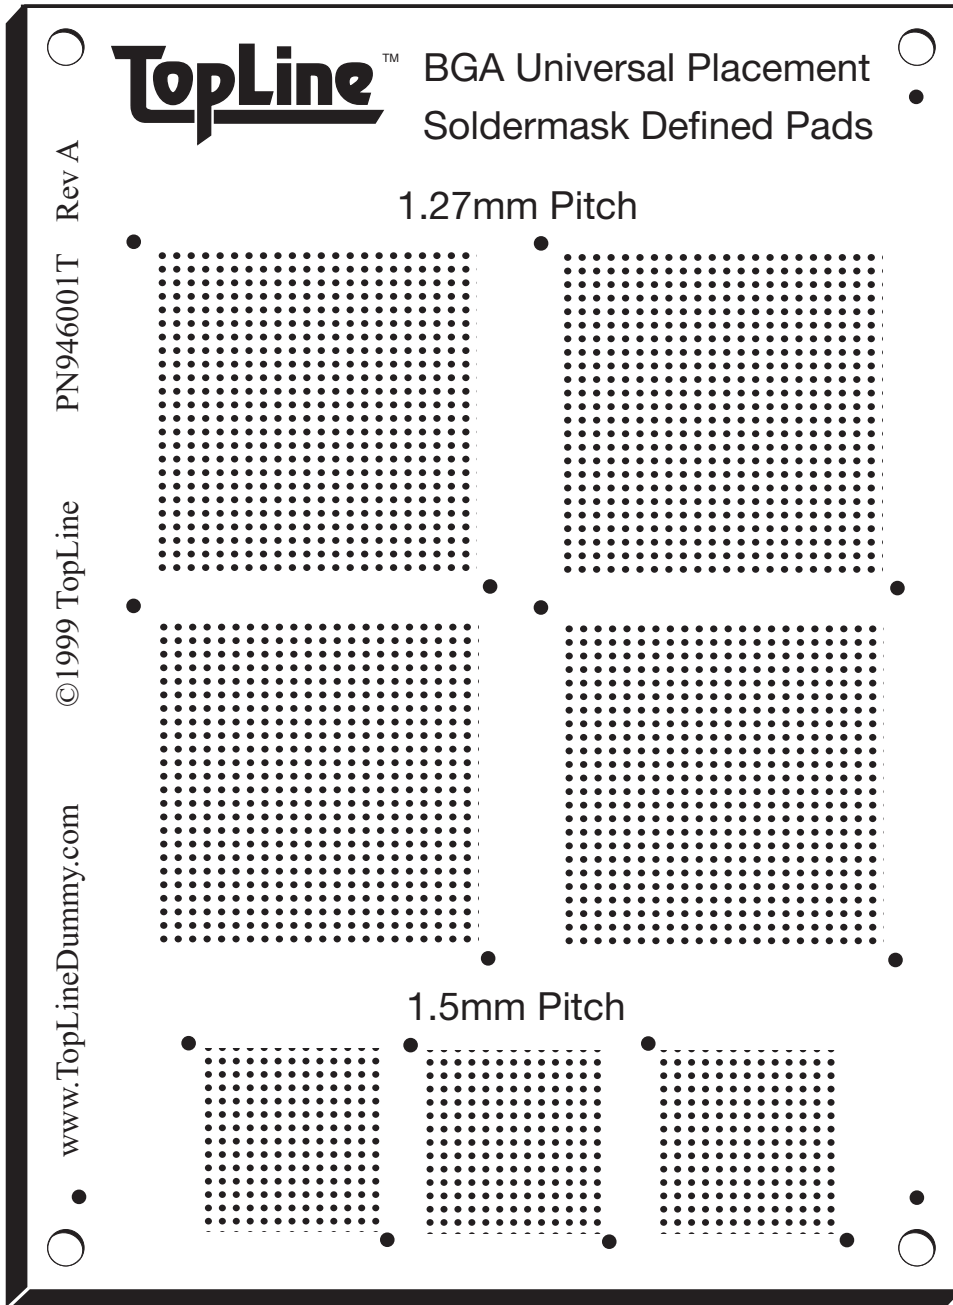 TopLine™
BGA Universal Placement
Soldermask Defined Pads
1.27mm Pitch
1.5mm Pitch
www.TopLineDummy.com ©1999 TopLine PN946001T Rev A